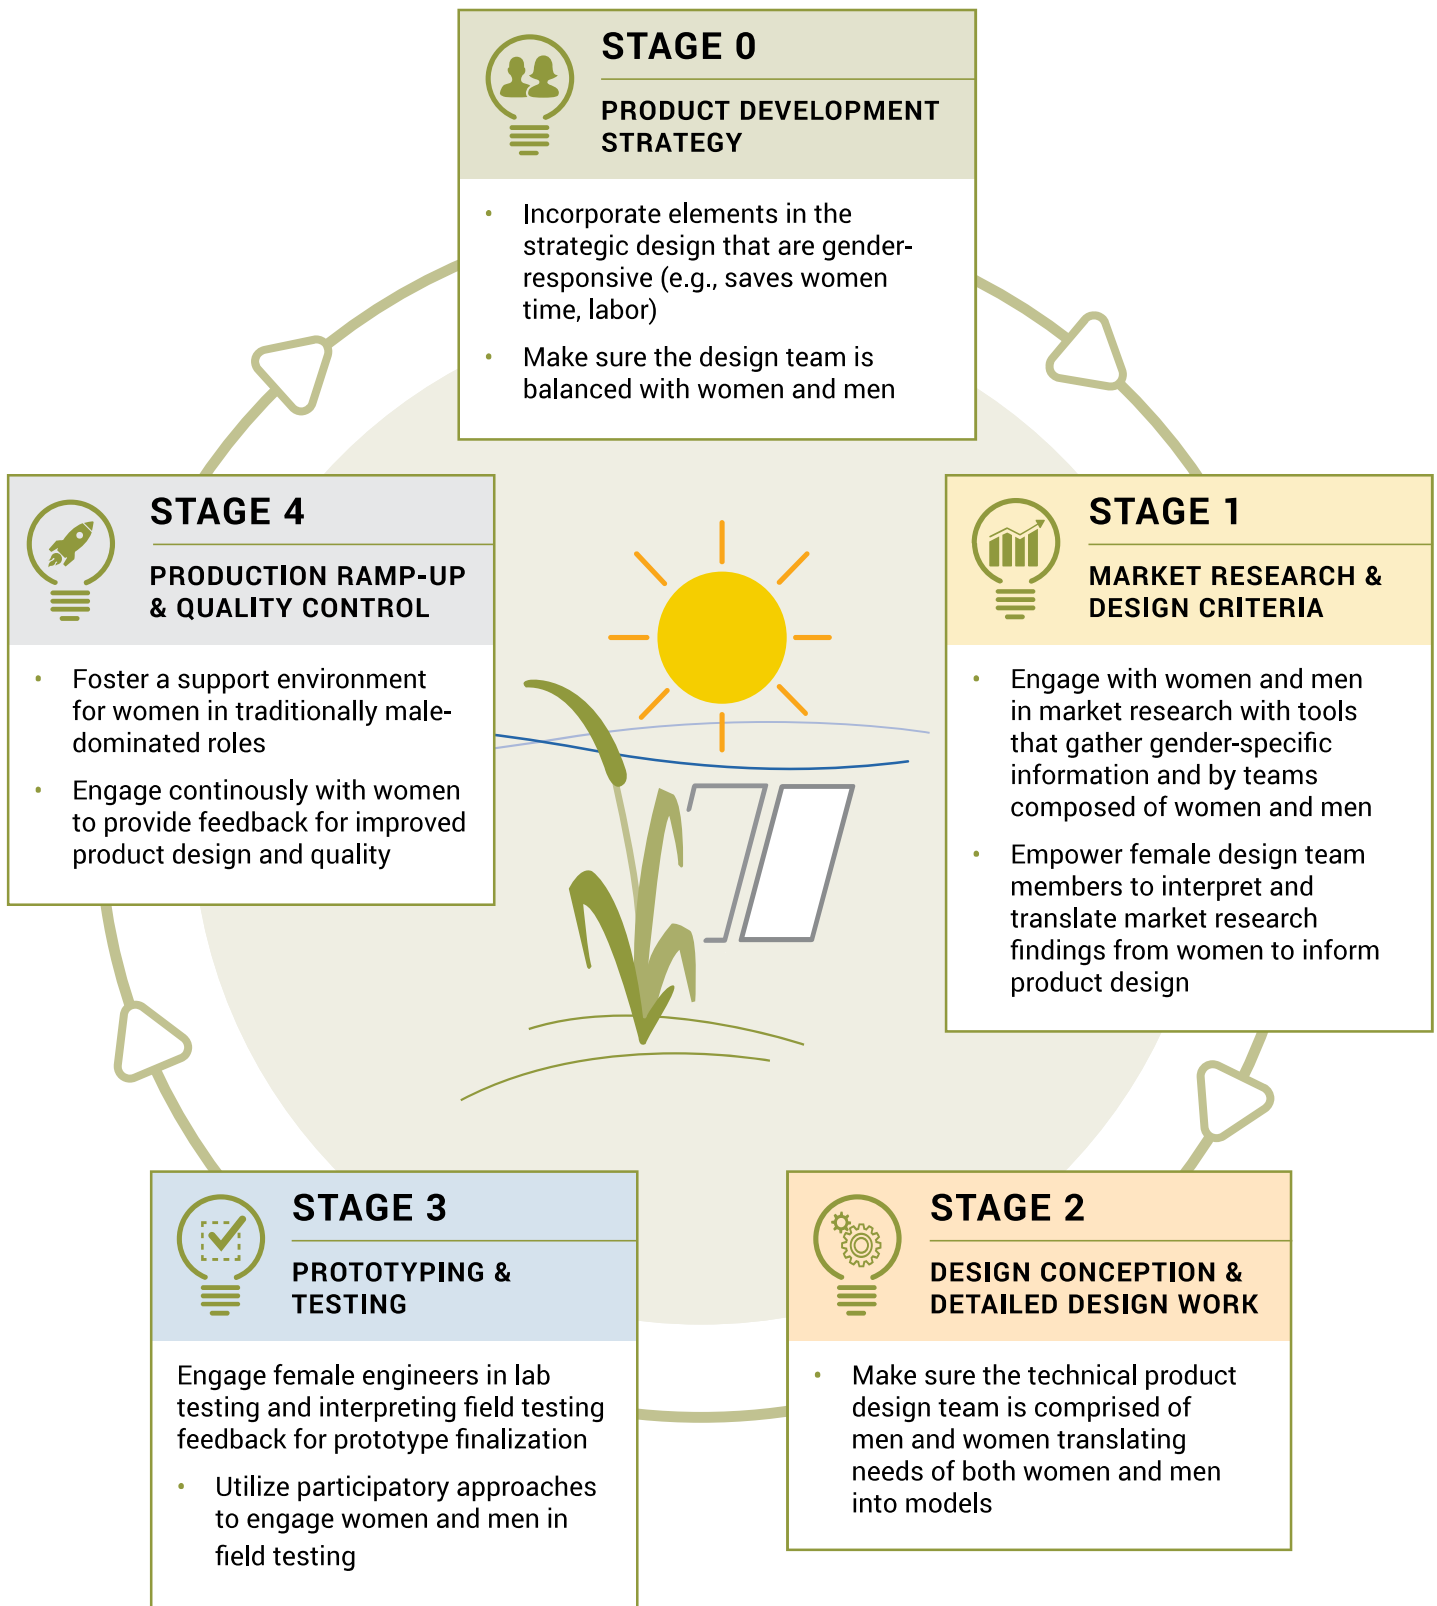 STAGE 0
PRODUCT DEVELOPMENT
STRATEGY
• Incorporate elements in the
strategic design that are gender-
responsive (e.g., saves women
time, labor)
• Make sure the design team is
balanced with women and men
STAGE 1
MARKET RESEARCH &
DESIGN CRITERIA
• Engage with women and men
in market research with tools
that gather gender-specific
information and by teams
composed of women and men
• Empower female design team
members to interpret and
translate market research
findings from women to inform
product design
STAGE 2
DESIGN CONCEPTION &
DETAILED DESIGN WORK
• Make sure the technical product
design team is comprised of
men and women translating
needs of both women and men
into models
STAGE 3
PROTOTYPING &
TESTING
Engage female engineers in lab
testing and interpreting field testing
feedback for prototype finalization
• Utilize participatory approaches
to engage women and men in
field testing
STAGE 4
PRODUCTION RAMP-UP
& QUALITY CONTROL
• Foster a support environment
for women in traditionally male-
dominated roles
• Engage continously with women
to provide feedback for improved
product design and quality